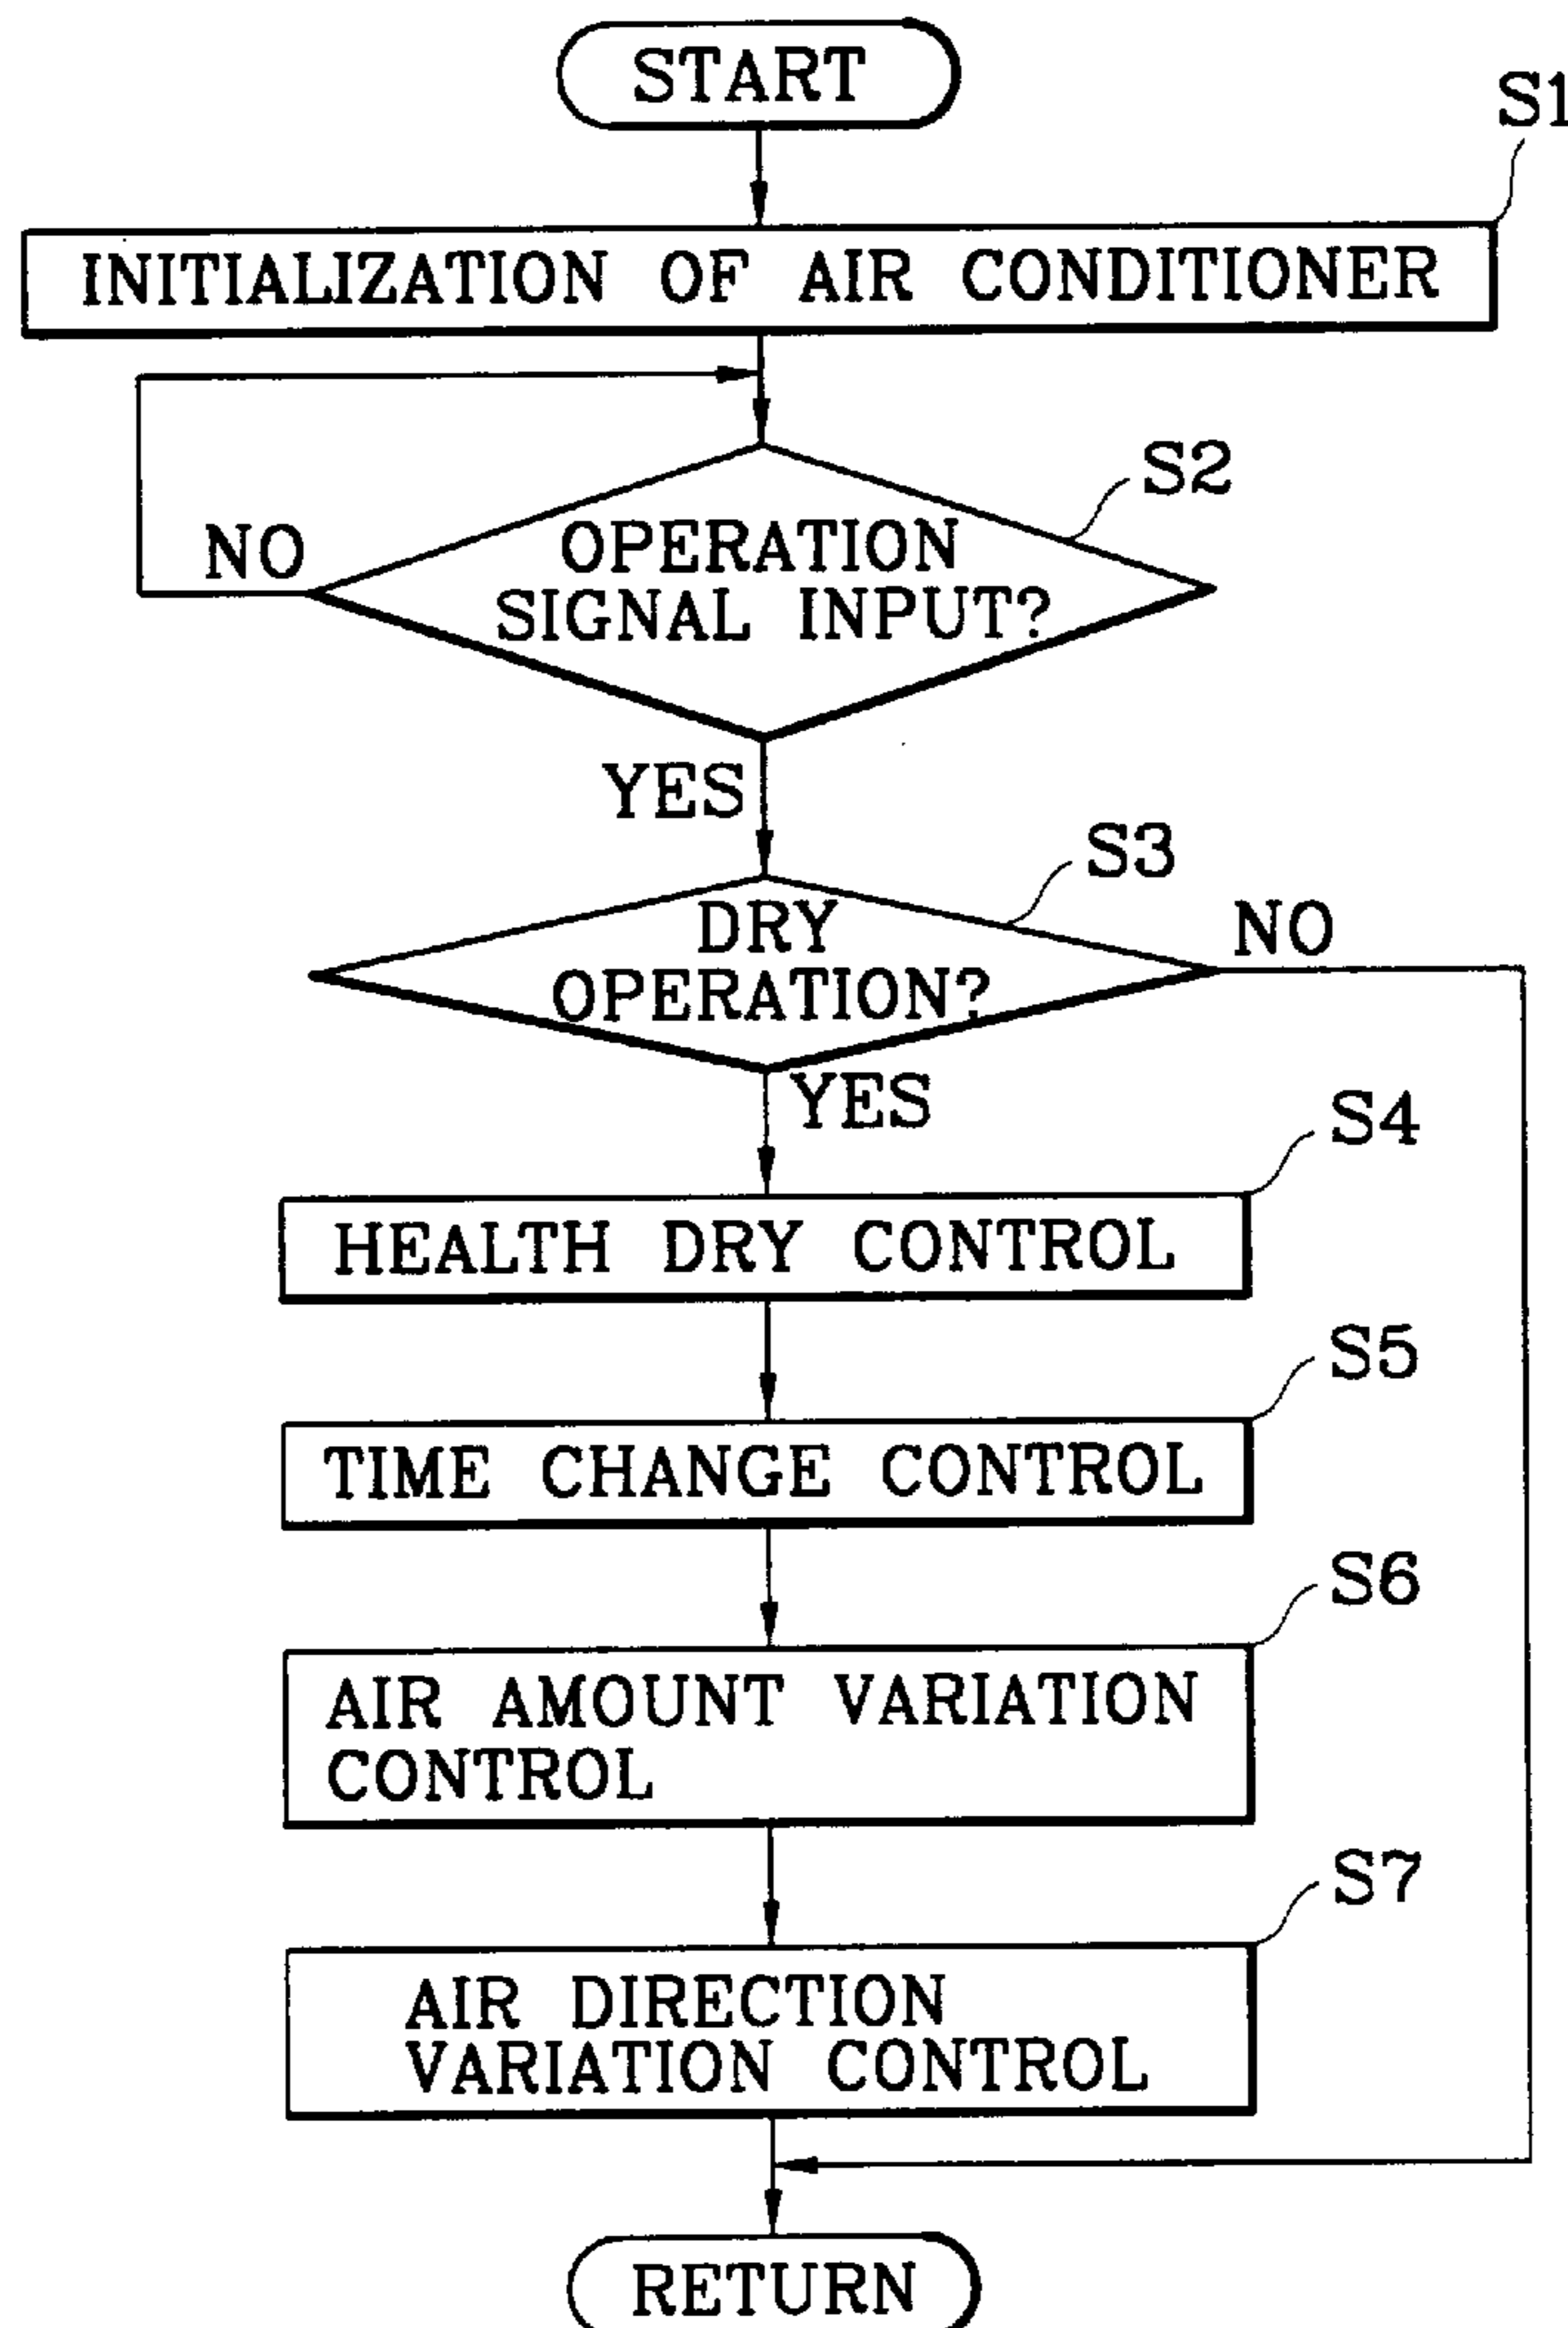 START
S1
INITIALIZATION OF AIR CONDITIONER
S2
NO
OPERATION
SIGNAL INPUT?
YES
S3
DRY
OPERATION?
NO
YES
S4
HEALTH DRY CONTROL
S5
TIME CHANGE CONTROL
S6
AIR AMOUNT VARIATION
CONTROL
S7
AIR DIRECTION
VARIATION CONTROL
RETURN